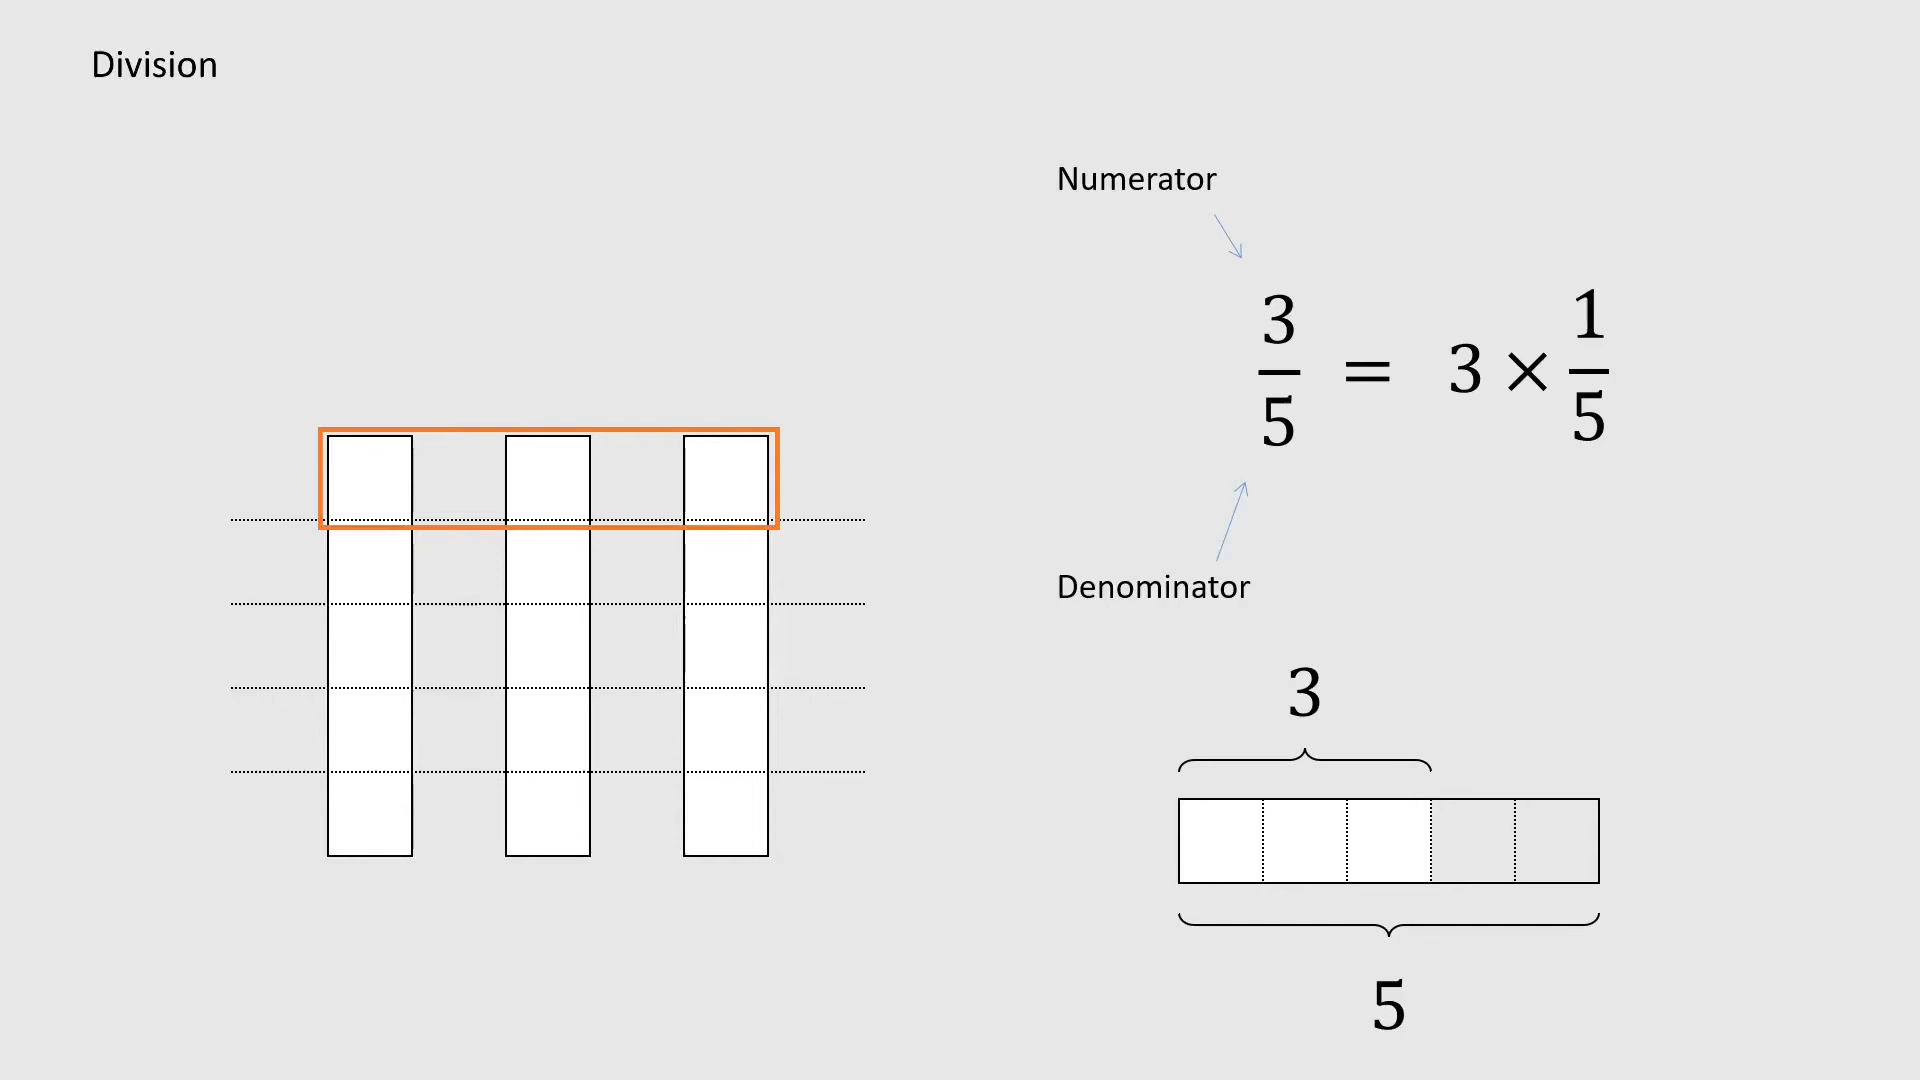 Division
Numerator
3/5 = 3 × 1/5
Denominator
3
5